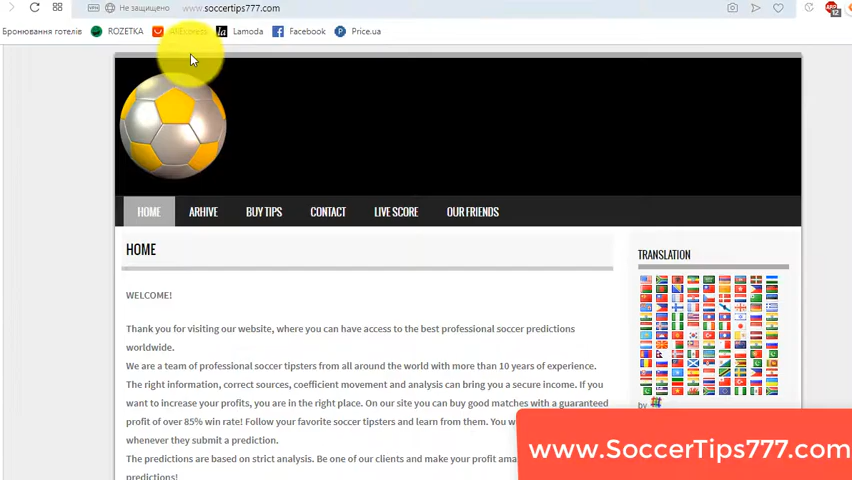 VPN Не защищено www.soccertips777.com
12
Бронювання готелів ROZETKA AliExpress la Lamoda Facebook P Price.ua
HOME ARHIVE BUY TIPS CONTACT LIVE SCORE OUR FRIENDS
HOME
TRANSLATION
WELCOME!
Thank you for visiting our website, where you can have access to the best professional soccer predictions
worldwide.
We are a team of professional soccer tipsters from all around the world with more than 10 years of experience.
The right information, correct sources, coefficient movement and analysis can bring you a secure income. If you
want to increase your profits, you are in the right place. On our site you can buy good matches with a guaranteed
profit of over 85% win rate! Follow your favorite soccer tipsters and learn from them. You
whenever they submit a prediction.
The predictions are based on strict analysis. Be one of our clients and make your profit
predictions!
by #
www.SoccerTips777.com